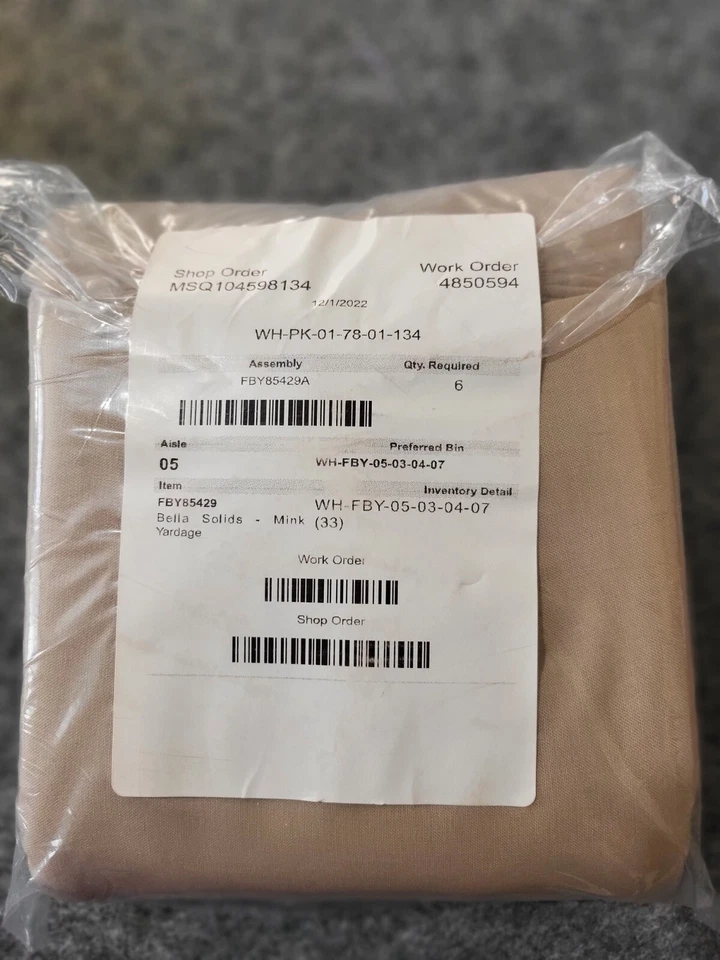 Shop Order Work Order
MSQ104598134 4850594
12/1/2022
WH-PK-01-78-01-134
Assembly Qty. Required
FBY85429A 6
Aisle Preferred Bin
05 WH-FBY-05-03-04-07
Item Inventory Detail
FBY85429 WH-FBY-05-03-04-07
Bella Solids - Mink (33)
Yardage
Work Order
Shop Order